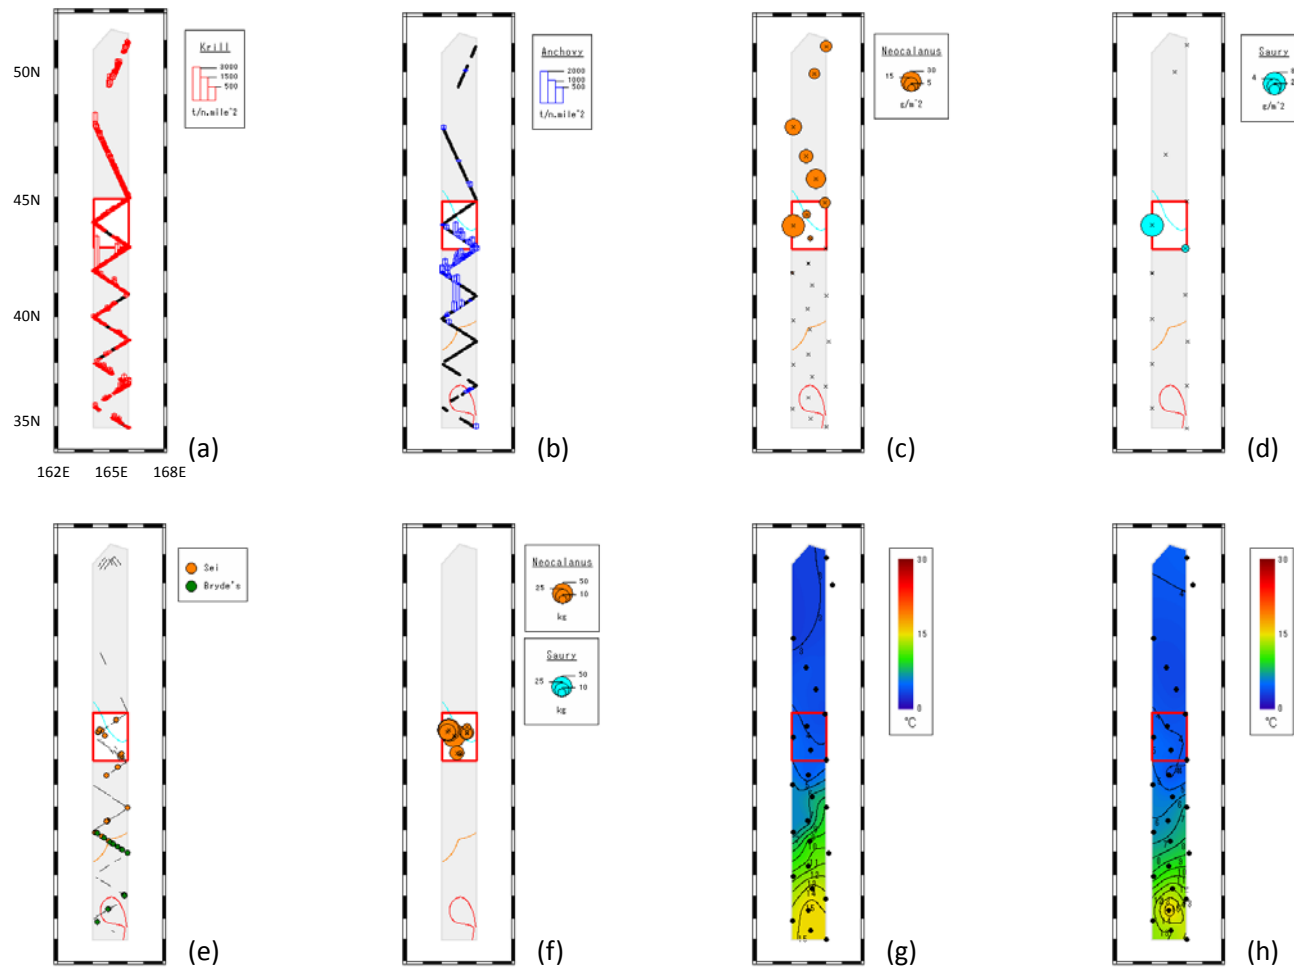 50N
45N
40N
35N
162E 165E 168E
Krill
3000
1500
500
t/n.mile^2
(a)
Anchovy
2000
1000
500
t/n.mile^2
(b)
Neocalanus
15 30
5
g/m^2
(c)
Saury
4
2
g/m^2
(d)
Sei
Bryde's
(e)
Neocalanus
25 50
10
kg
Saury
25 50
10
kg
(f)
30
15
0
°C
(g)
30
15
0
°C
(h)